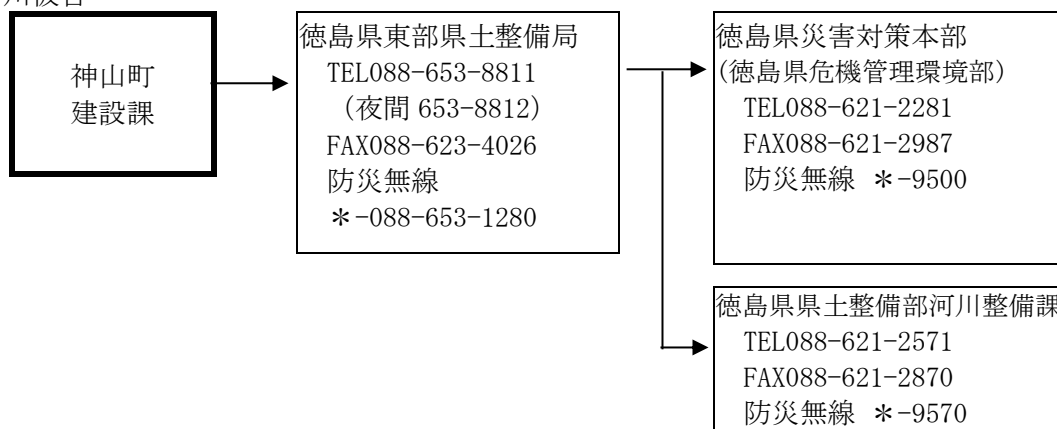 神山町
建設課
徳島県東部県土整備局
TEL088-653-8811
（夜間 653-8812）
FAX088-623-4026
防災無線
＊-088-653-1280
徳島県災害対策本部
(徳島県危機管理環境部)
TEL088-621-2281
FAX088-621-2987
防災無線 ＊-9500
徳島県県土整備部河川整備課
TEL088-621-2571
FAX088-621-2870
防災無線 ＊-9570